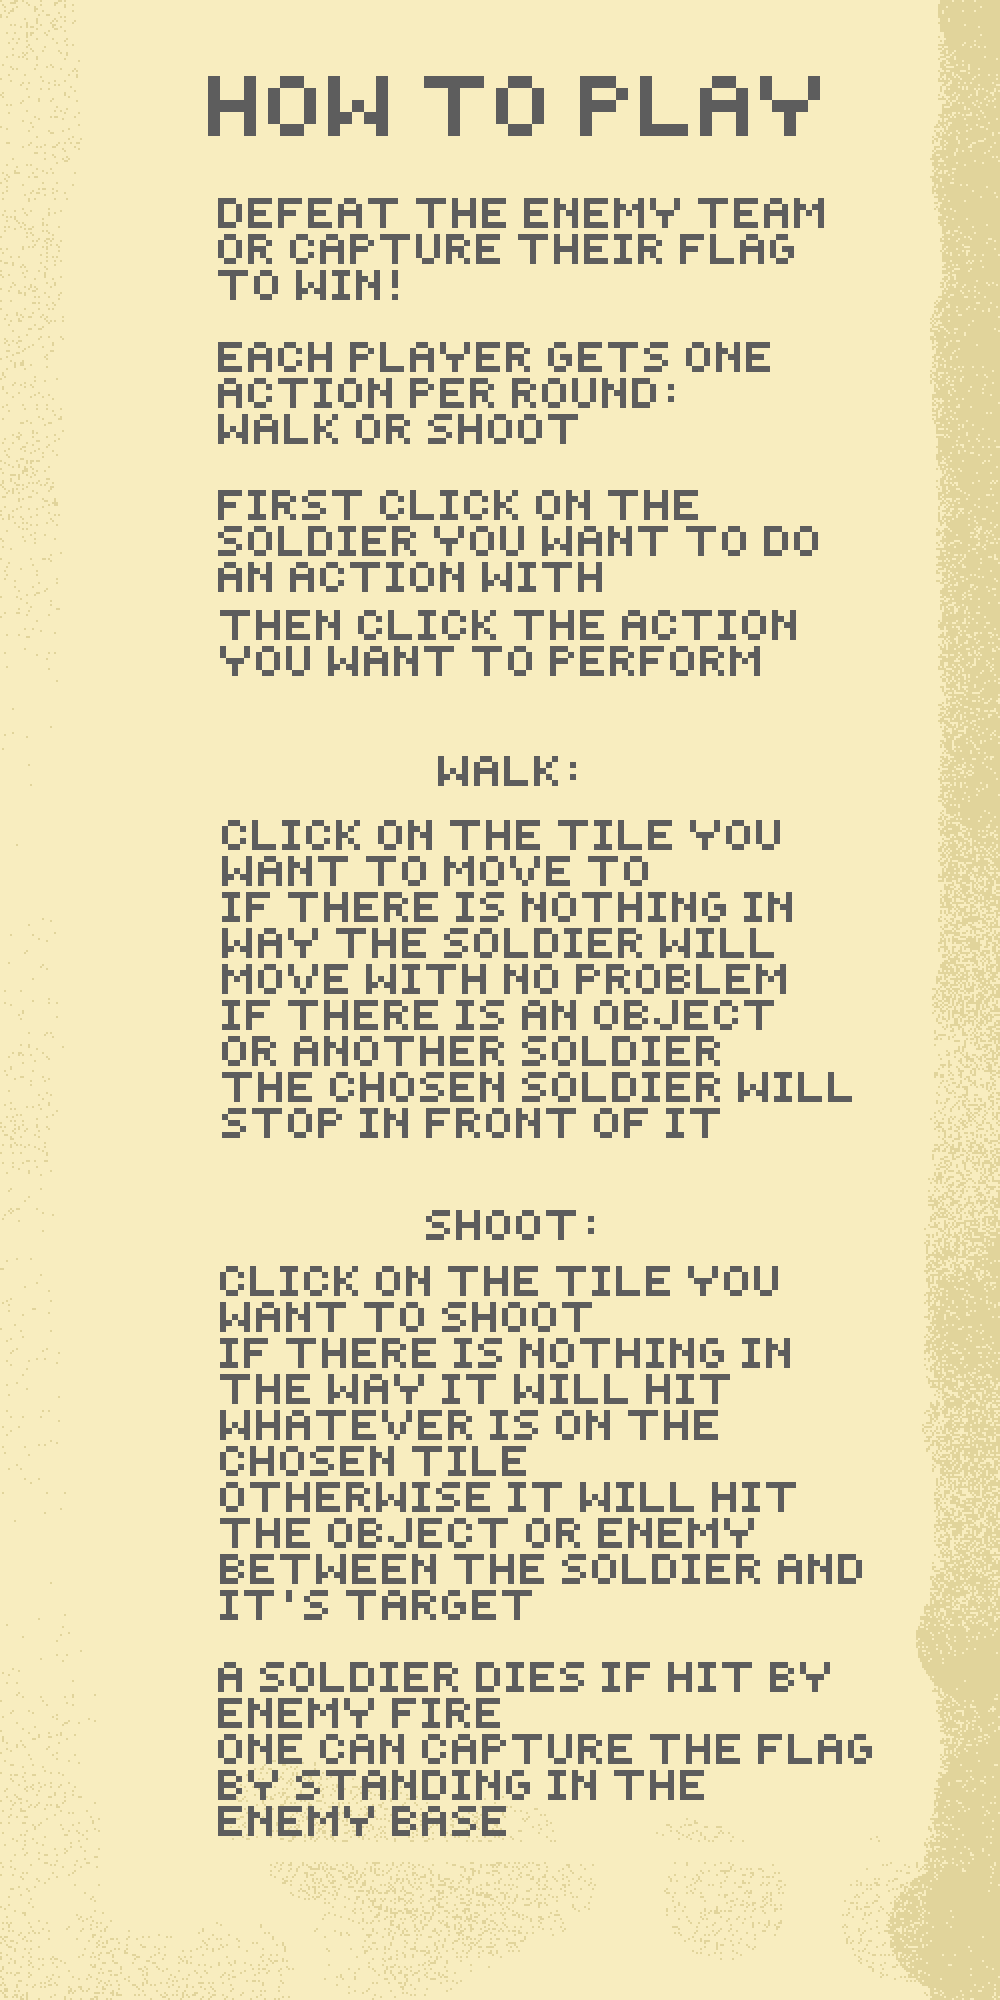 HOW TO PLAY
DEFEAT THE ENEMY TEAM
OR CAPTURE THEIR FLAG
TO WIN!
EACH PLAYER GETS ONE
ACTION PER ROUND:
WALK OR SHOOT
FIRST CLICK ON THE
SOLDIER YOU WANT TO DO
AN ACTION WITH
THEN CLICK THE ACTION
YOU WANT TO PERFORM
WALK:
CLICK ON THE TILE YOU
WANT TO MOVE TO
IF THERE IS NOTHING IN
WAY THE SOLDIER WILL
MOVE WITH NO PROBLEM
IF THERE IS AN OBJECT
OR ANOTHER SOLDIER
THE CHOSEN SOLDIER WILL
STOP IN FRONT OF IT
SHOOT:
CLICK ON THE TILE YOU
WANT TO SHOOT
IF THERE IS NOTHING IN
THE WAY IT WILL HIT
WHATEVER IS ON THE
CHOSEN TILE
OTHERWISE IT WILL HIT
THE OBJECT OR ENEMY
BETWEEN THE SOLDIER AND
IT'S TARGET
A SOLDIER DIES IF HIT BY
ENEMY FIRE
ONE CAN CAPTURE THE FLAG
BY STANDING IN THE
ENEMY BASE